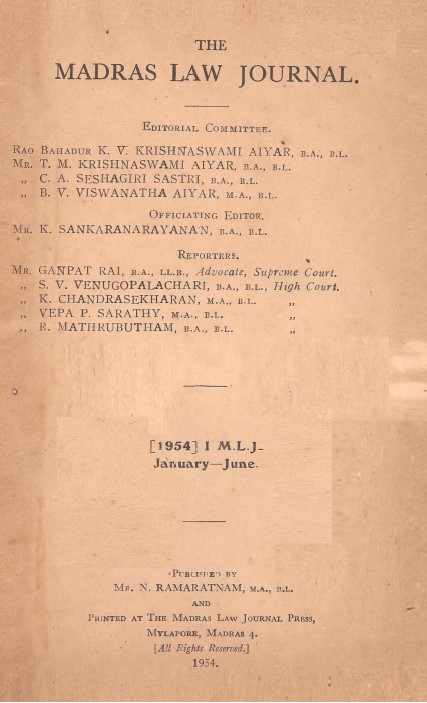 THE
MADRAS LAW JOURNAL.
EDITORIAL COMMITTEE.
RAO BAHADUR K. V. KRISHNASWAMI AIYAR, B.A., B.L.
MR. T. M. KRISHNASWAMI AIYAR, B.A., B.L.
„ C. A. SESHAGIRI SASTRI, B.A., B.L.
„ B. V. VISWANATHA AIYAR, M.A., B.L.
OFFICIATING EDITOR.
MR. K. SANKARANARAYANAN, B.A., B.L.
REPORTERS.
MR. GANPAT RAI, B.A., LL.B., Advocate, Supreme Court.
„ S. V. VENUGOPALACHARI, B.A., B.L., High Court.
„ K. CHANDRASEKHARAN, M.A., B.L. „
„ VEPA P. SARATHY, M.A., B.L. „
„ R. MATHRUBUTHAM, B.A., B.L. „
[1954] I M.L.J.
January—June.
PUBLISHED BY
MR. N. RAMARATNAM, M.A., B.L.
AND
PRINTED AT THE MADRAS LAW JOURNAL PRESS,
MYLAPORE, MADRAS 4.
[All Rights Reserved.]
1954.